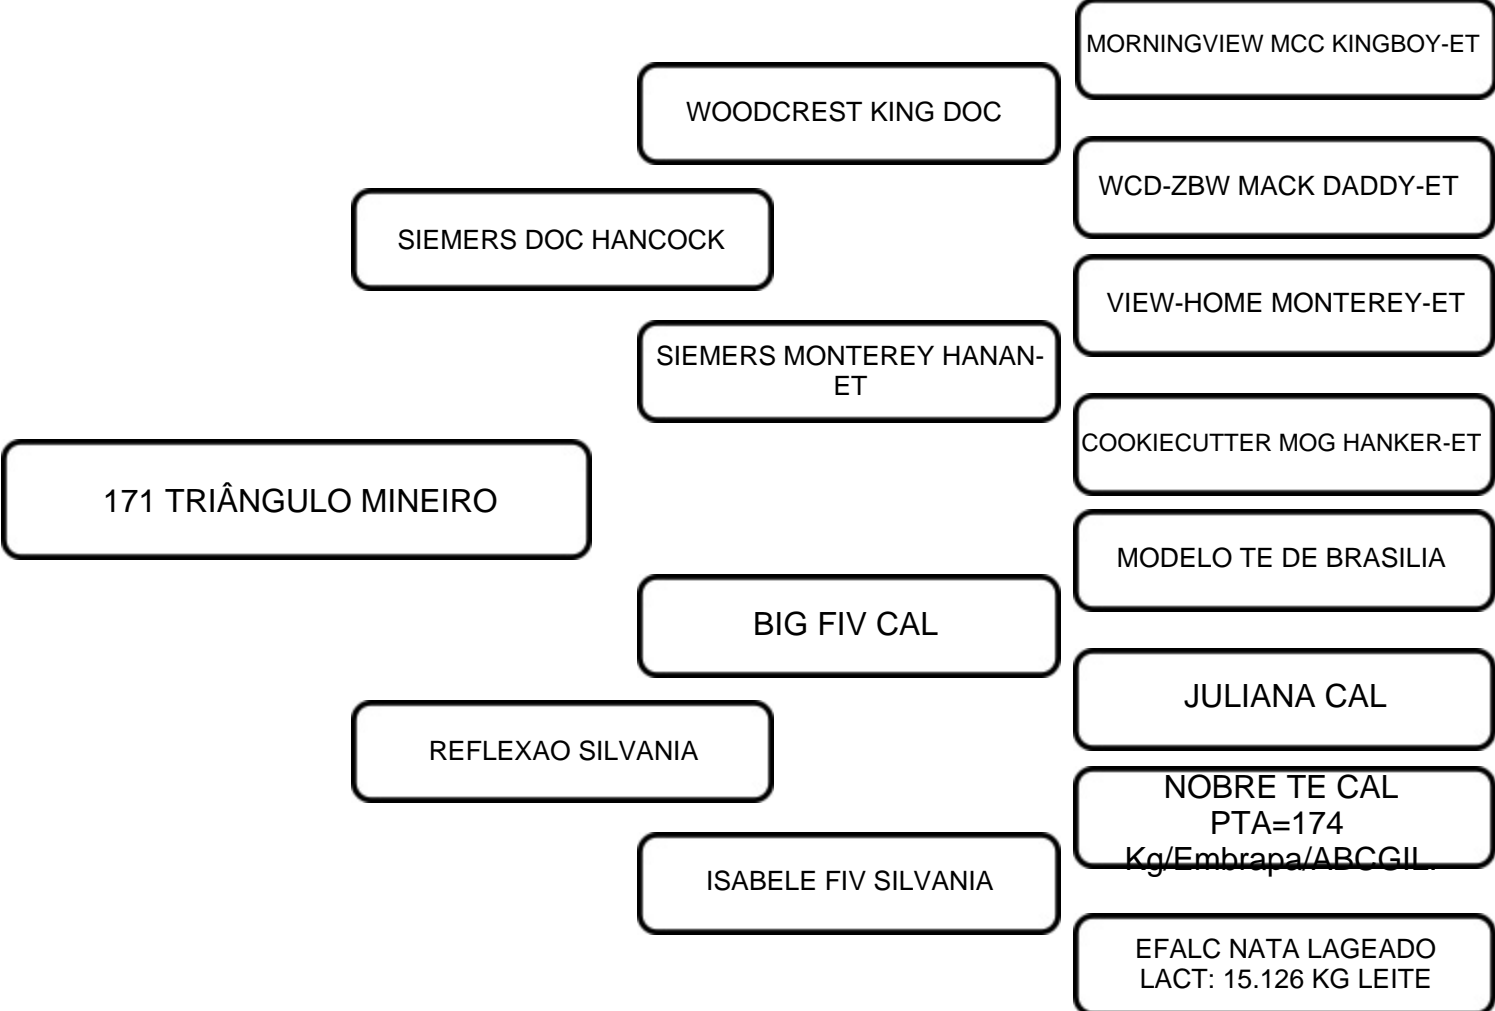 MORNINGVIEW MCC KINGBOY-ET
WOODCREST KING DOC
WCD-ZBW MACK DADDY-ET
SIEMERS DOC HANCOCK
VIEW-HOME MONTEREY-ET
SIEMERS MONTEREY HANAN-
ET
COOKIECUTTER MOG HANKER-ET
171 TRIÂNGULO MINEIRO
MODELO TE DE BRASILIA
BIG FIV CAL
JULIANA CAL
REFLEXAO SILVANIA
NOBRE TE CAL
PTA=174
Kg/Embrapa/ABCGIL.
ISABELE FIV SILVANIA
EFALC NATA LAGEADO
LACT: 15.126 KG LEITE